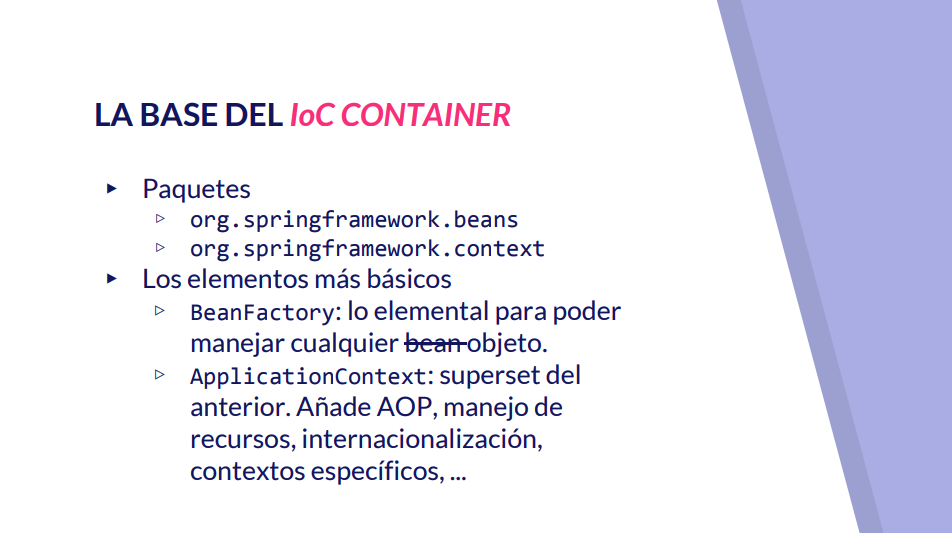 LA BASE DEL IoC CONTAINER
▸ Paquetes
▹ org.springframework.beans
▹ org.springframework.context
▸ Los elementos más básicos
▹ BeanFactory: lo elemental para poder
manejar cualquier bean objeto.
▹ ApplicationContext: superset del
anterior. Añade AOP, manejo de
recursos, internacionalización,
contextos específicos, ...